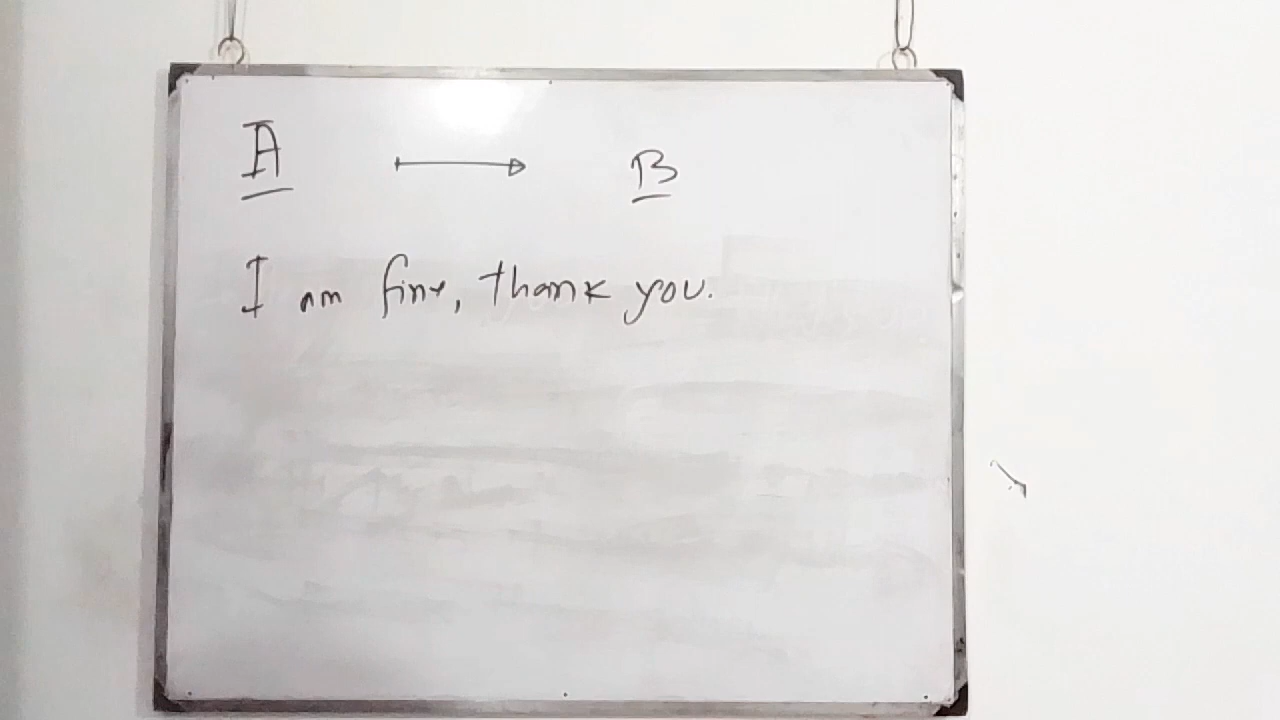 A → B
I am fine, thank you.